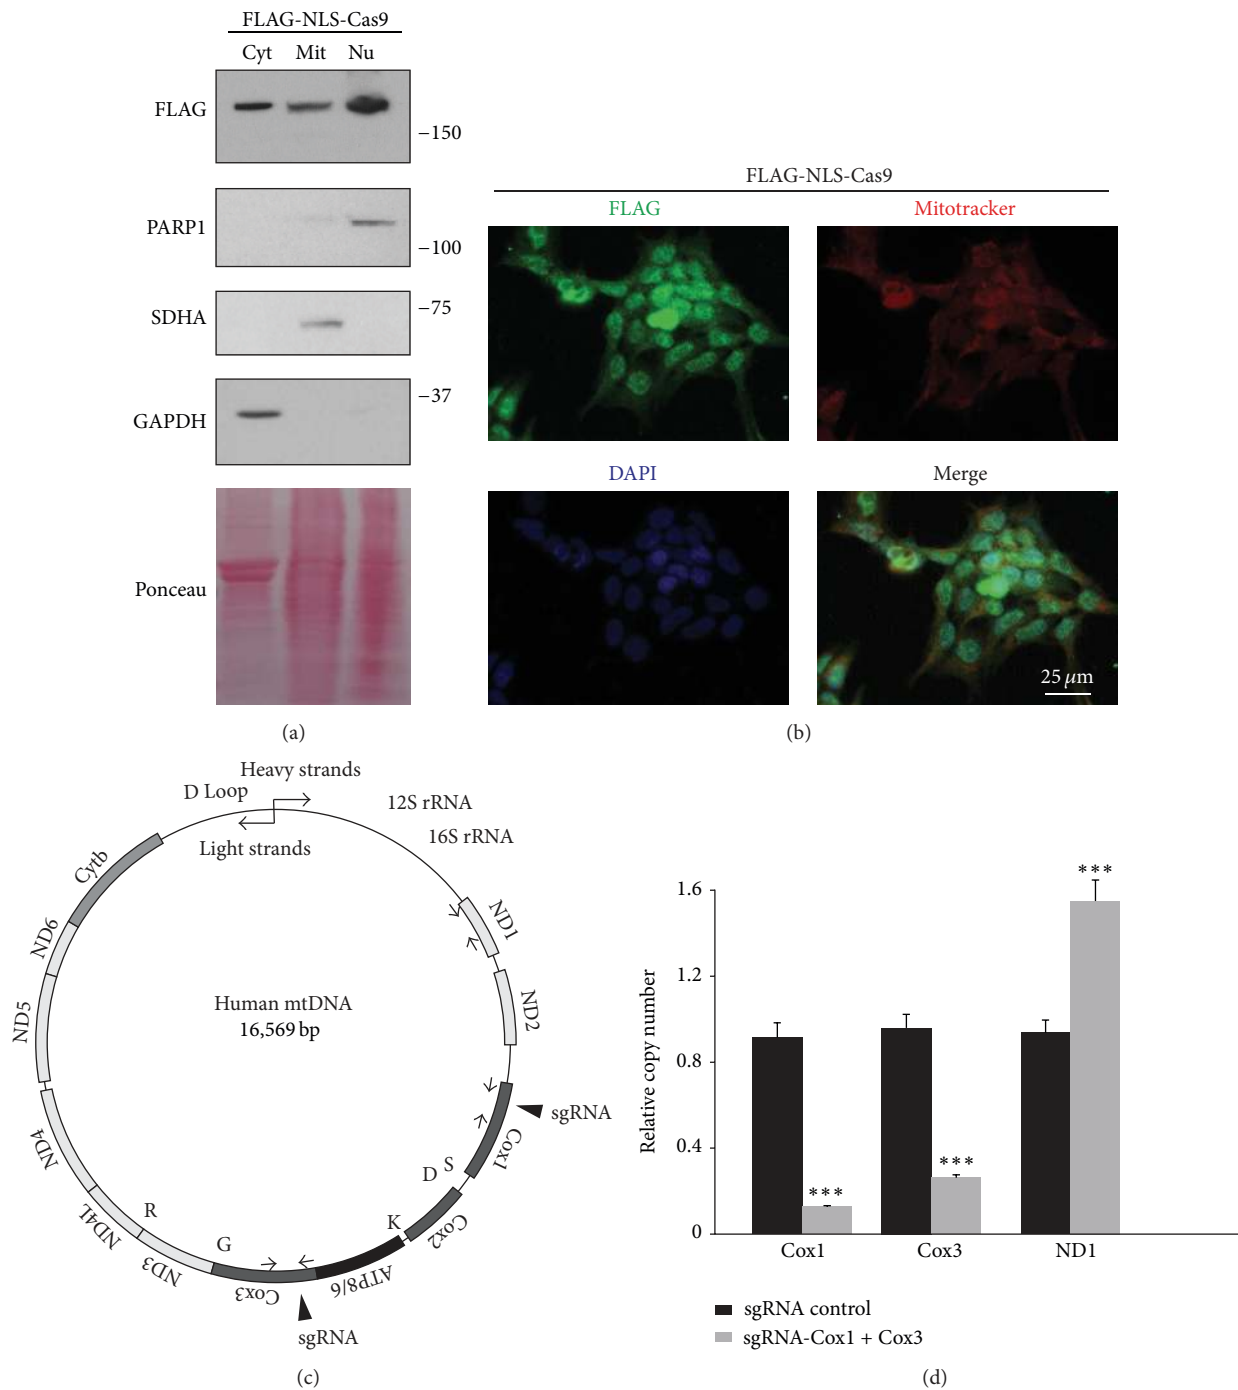 FLAG-NLS-Cas9
Cyt Mit Nu
FLAG
−150
PARP1
−100
SDHA
−75
GAPDH
−37
Ponceau
(a)
FLAG-NLS-Cas9
FLAG
Mitotracker
DAPI
Merge
25 μm
(b)
Heavy strands
D Loop
Light strands
12S rRNA
16S rRNA
ND1
ND2
sgRNA
Cox1
S
D
Cox2
K
ATP8/6
sgRNA
Cox3
G
ND3
R
ND4L
ND4
ND5
ND6
Cytb
Human mtDNA
16,569 bp
(c)
Relative copy number
1.6
1.2
0.8
0.4
0
***
***
***
Cox1
Cox3
ND1
sgRNA control
sgRNA-Cox1 + Cox3
(d)